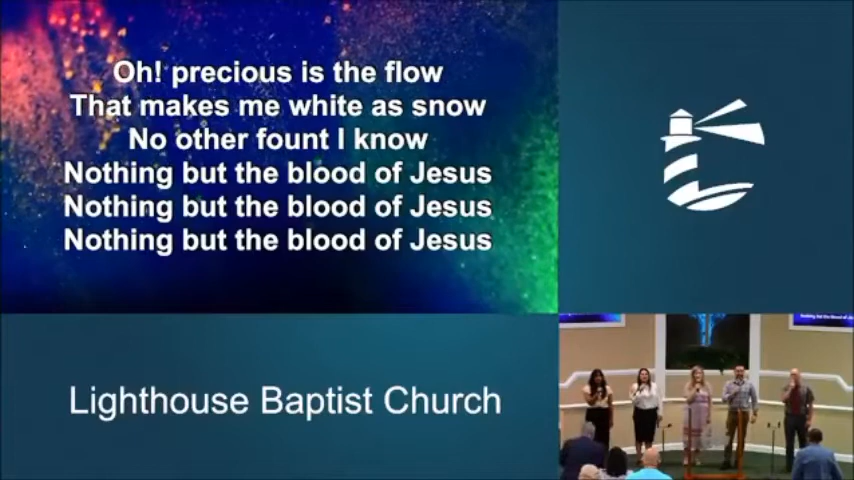 Oh! precious is the flow
That makes me white as snow
No other fount I know
Nothing but the blood of Jesus
Nothing but the blood of Jesus
Nothing but the blood of Jesus
Lighthouse Baptist Church